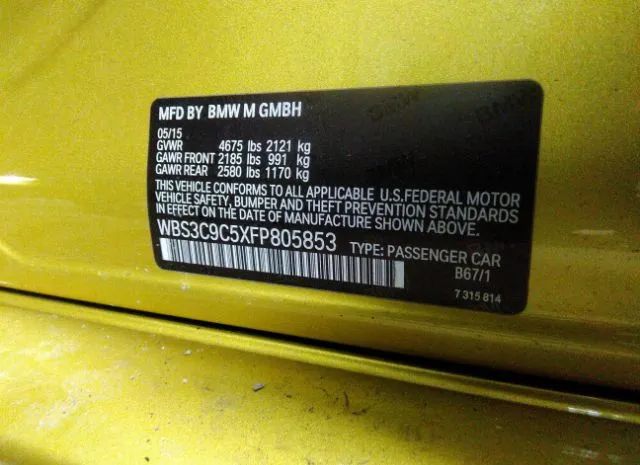 MFD BY BMW M GMBH
05/15
GVWR 4675 lbs 2121 kg
GAWR FRONT 2185 lbs 991 kg
GAWR REAR 2580 lbs 1170 kg
THIS VEHICLE CONFORMS TO ALL APPLICABLE U.S.FEDERAL MOTOR
VEHICLE SAFETY, BUMPER AND THEFT PREVENTION STANDARDS
IN EFFECT ON THE DATE OF MANUFACTURE SHOWN ABOVE.
WBS3C9C5XFP805853 TYPE: PASSENGER CAR
B67/1
7 315 814